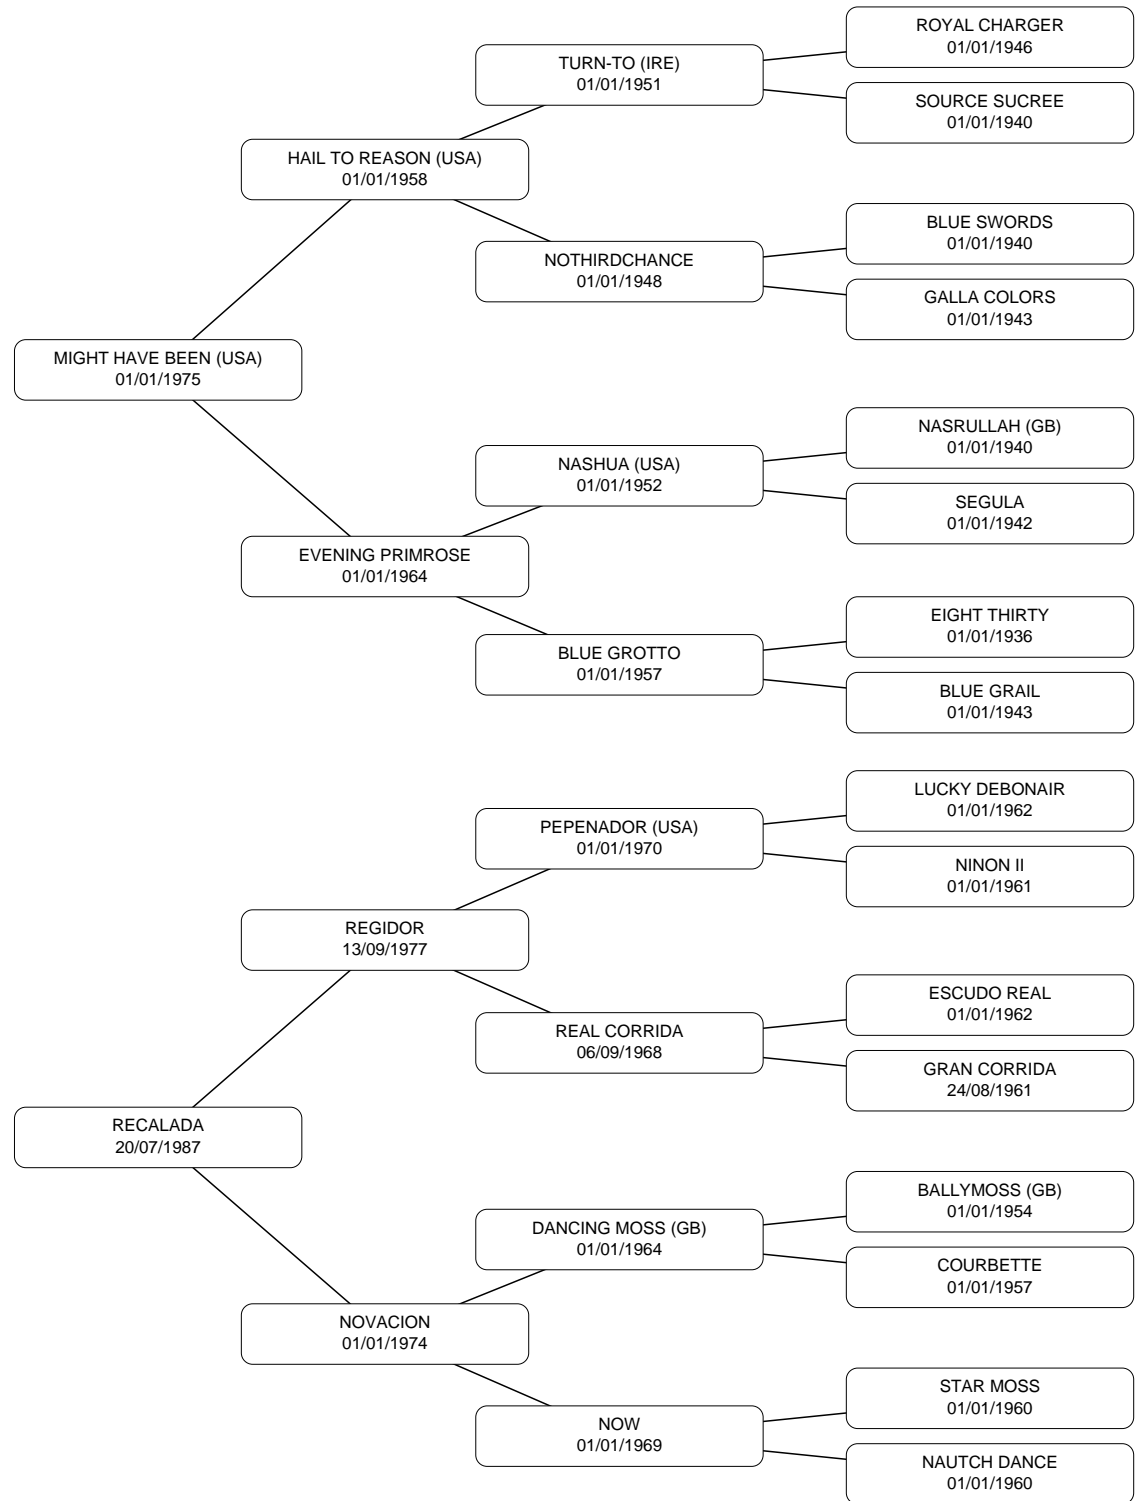 ROYAL CHARGER
01/01/1946
TURN-TO (IRE)
01/01/1951
SOURCE SUCREE
01/01/1940
HAIL TO REASON (USA)
01/01/1958
BLUE SWORDS
01/01/1940
NOTHIRDCHANCE
01/01/1948
GALLA COLORS
01/01/1943
MIGHT HAVE BEEN (USA)
01/01/1975
NASRULLAH (GB)
01/01/1940
NASHUA (USA)
01/01/1952
SEGULA
01/01/1942
EVENING PRIMROSE
01/01/1964
EIGHT THIRTY
01/01/1936
BLUE GROTTO
01/01/1957
BLUE GRAIL
01/01/1943
LUCKY DEBONAIR
01/01/1962
PEPENADOR (USA)
01/01/1970
NINON II
01/01/1961
REGIDOR
13/09/1977
ESCUDO REAL
01/01/1962
REAL CORRIDA
06/09/1968
GRAN CORRIDA
24/08/1961
RECALADA
20/07/1987
BALLYMOSS (GB)
01/01/1954
DANCING MOSS (GB)
01/01/1964
COURBETTE
01/01/1957
NOVACION
01/01/1974
STAR MOSS
01/01/1960
NOW
01/01/1969
NAUTCH DANCE
01/01/1960